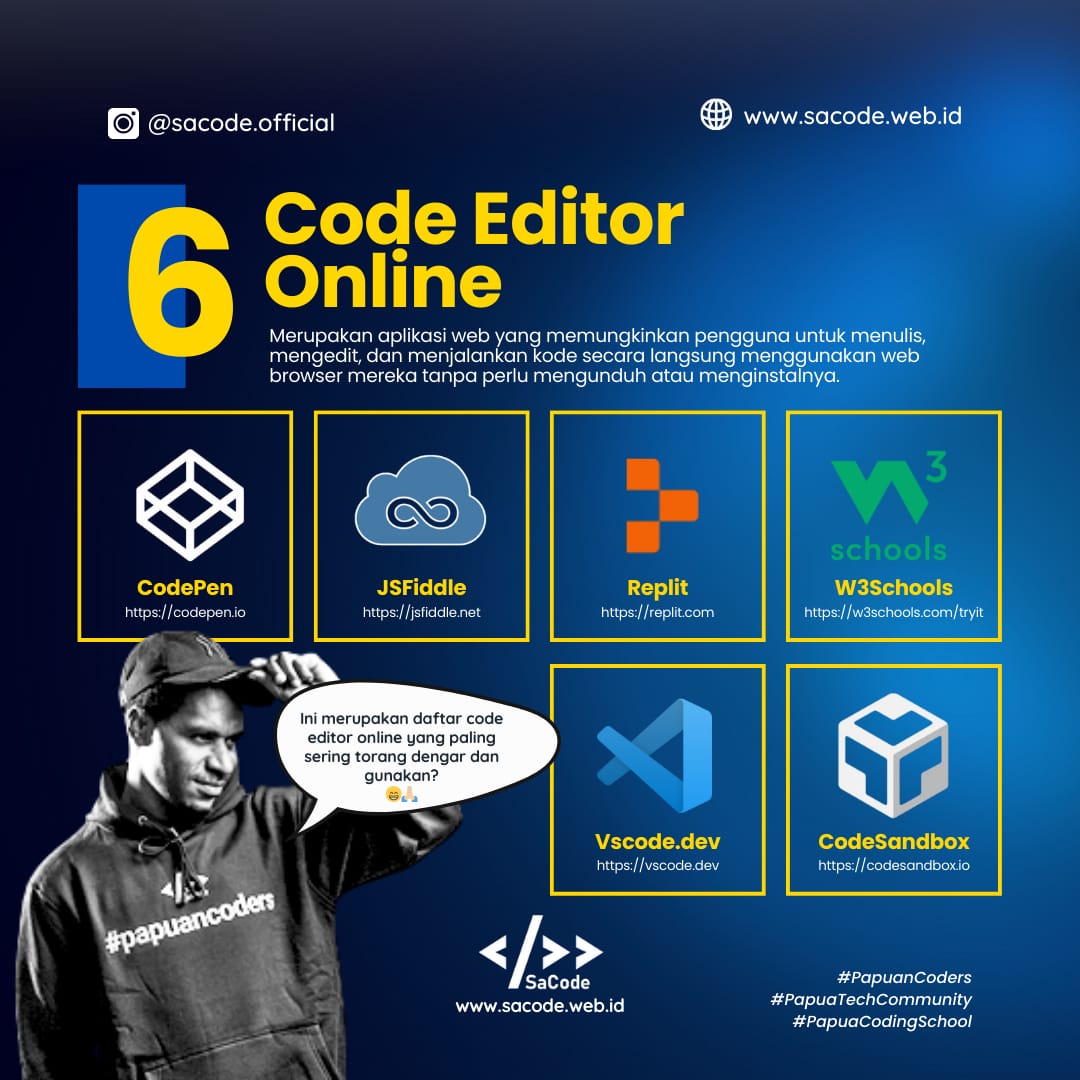 @sacode.official
www.sacode.web.id
6
Code Editor
Online
Merupakan aplikasi web yang memungkinkan pengguna untuk menulis,
mengedit, dan menjalankan kode secara langsung menggunakan web
browser mereka tanpa perlu mengunduh atau menginstalnya.
CodePen
https://codepen.io
JSFiddle
https://jsfiddle.net
Replit
https://replit.com
W3
schools
W3Schools
https://w3schools.com/tryit
Ini merupakan daftar code
editor online yang paling
sering torang dengar dan
gunakan?
😁🙏🏻
Vscode.dev
https://vscode.dev
CodeSandbox
https://codesandbox.io
#papuancoders
</>>
SaCode
www.sacode.web.id
#PapuanCoders
#PapuaTechCommunity
#PapuaCodingSchool